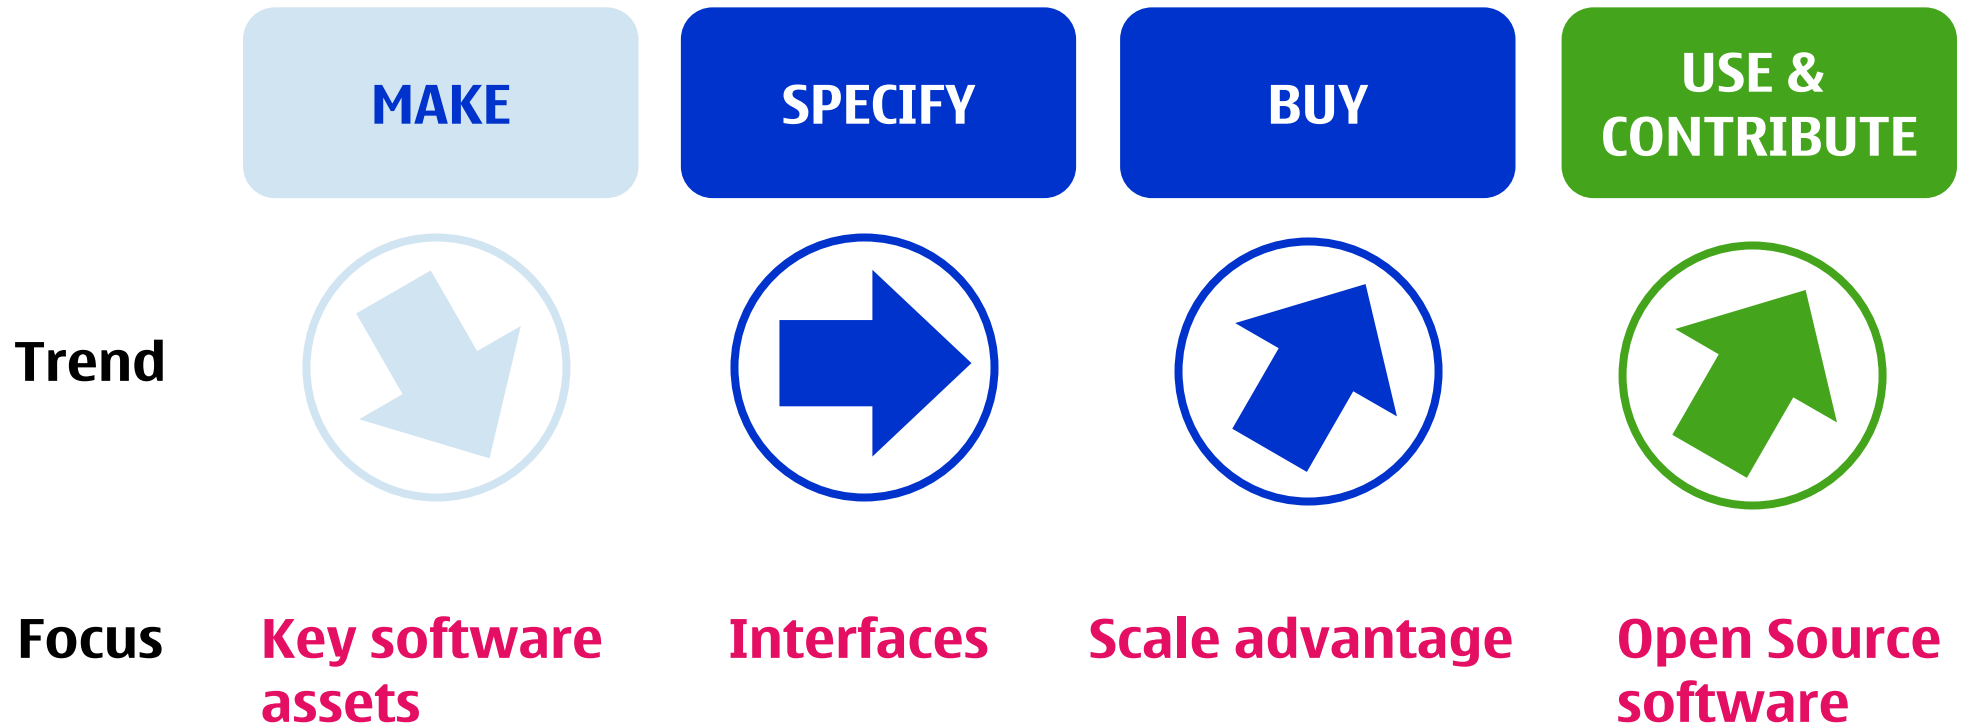 MAKE
SPECIFY
BUY
USE &
CONTRIBUTE
Trend
Focus
Key software
assets
Interfaces
Scale advantage
Open Source
software